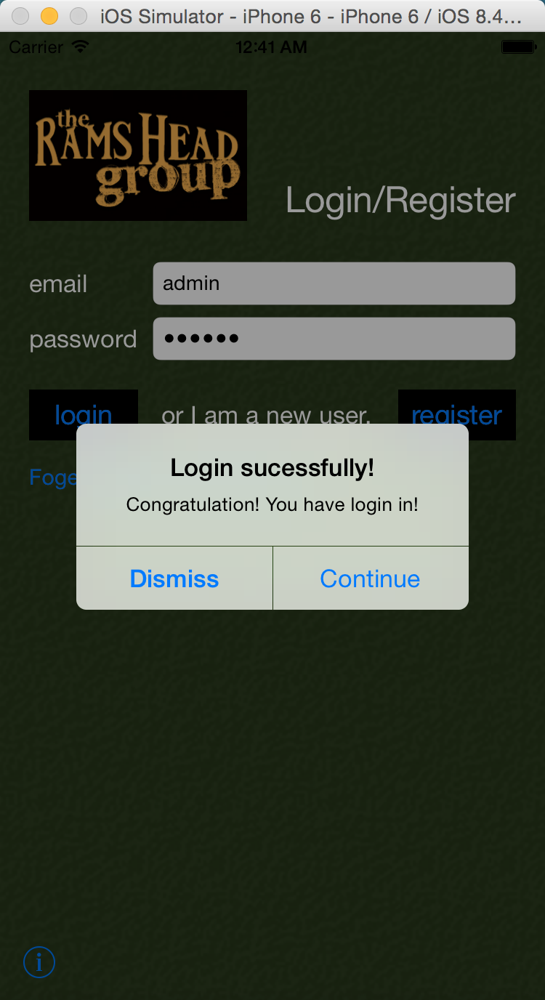 iOS Simulator - iPhone 6 - iPhone 6 / iOS 8.4...
Carrier 12:41 AM
the
RAMS HEAD
group
Login/Register
email admin
password ••••••
login or I am a new user. register
Foge
Login sucessfully!
Congratulation! You have login in!
Dismiss Continue
i